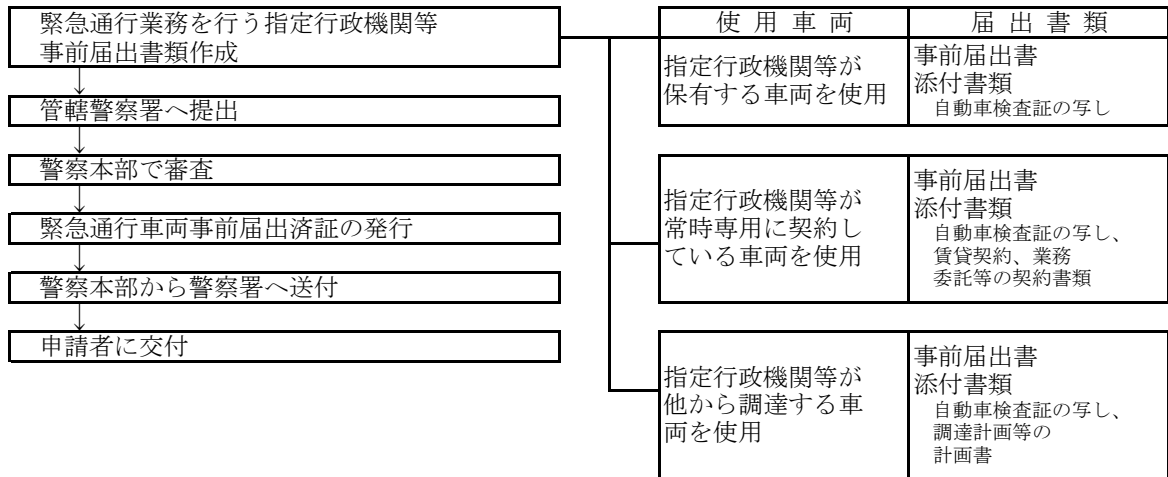 緊急通行業務を行う指定行政機関等
事前届出書類作成
↓
管轄警察署へ提出
↓
警察本部で審査
↓
緊急通行車両事前届出済証の発行
↓
警察本部から警察署へ送付
↓
申請者に交付
使用車両 届出書類
指定行政機関等が
保有する車両を使用
事前届出書
添付書類
自動車検査証の写し
指定行政機関等が
常時専用に契約し
ている車両を使用
事前届出書
添付書類
自動車検査証の写し、
賃貸契約、業務
委託等の契約書類
指定行政機関等が
他から調達する車
両を使用
事前届出書
添付書類
自動車検査証の写し、
調達計画等の
計画書